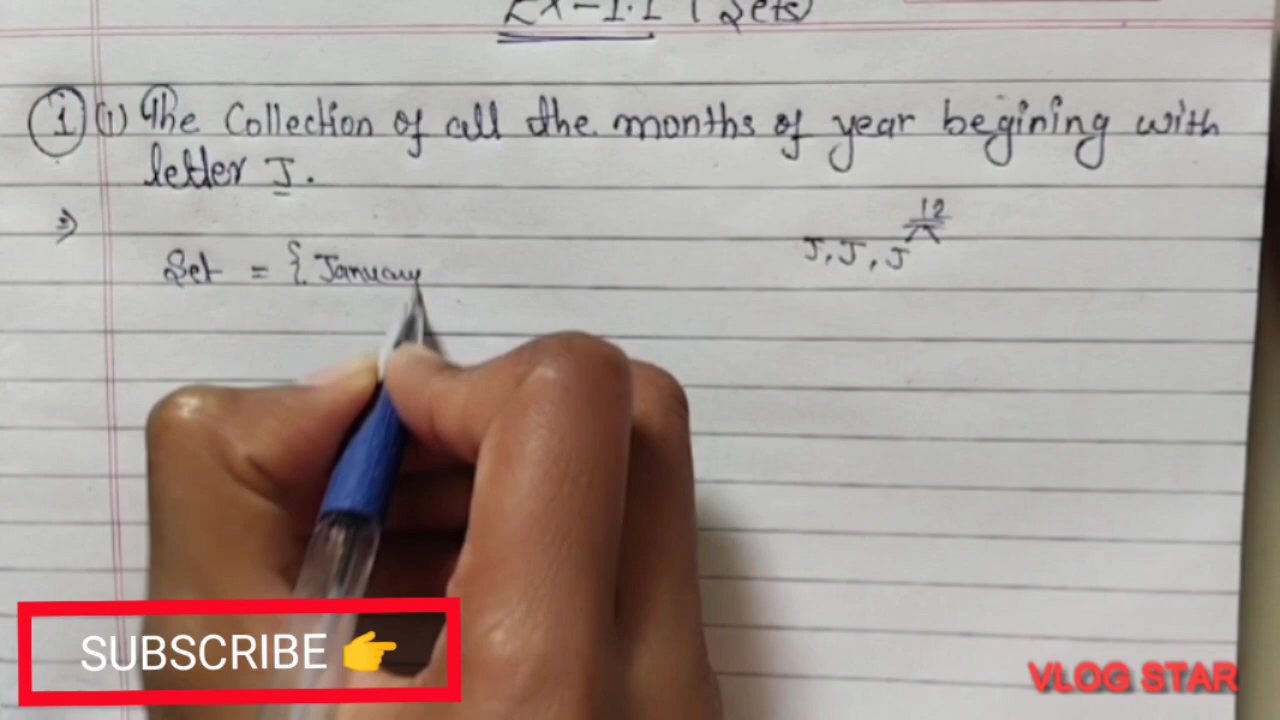 Ex-1.1 (Sets)
1 (i) The Collection of all the months of year begining with
letter J.
⇒
12
J, J, J
Set = { January
SUBSCRIBE 👉
VLOG STAR